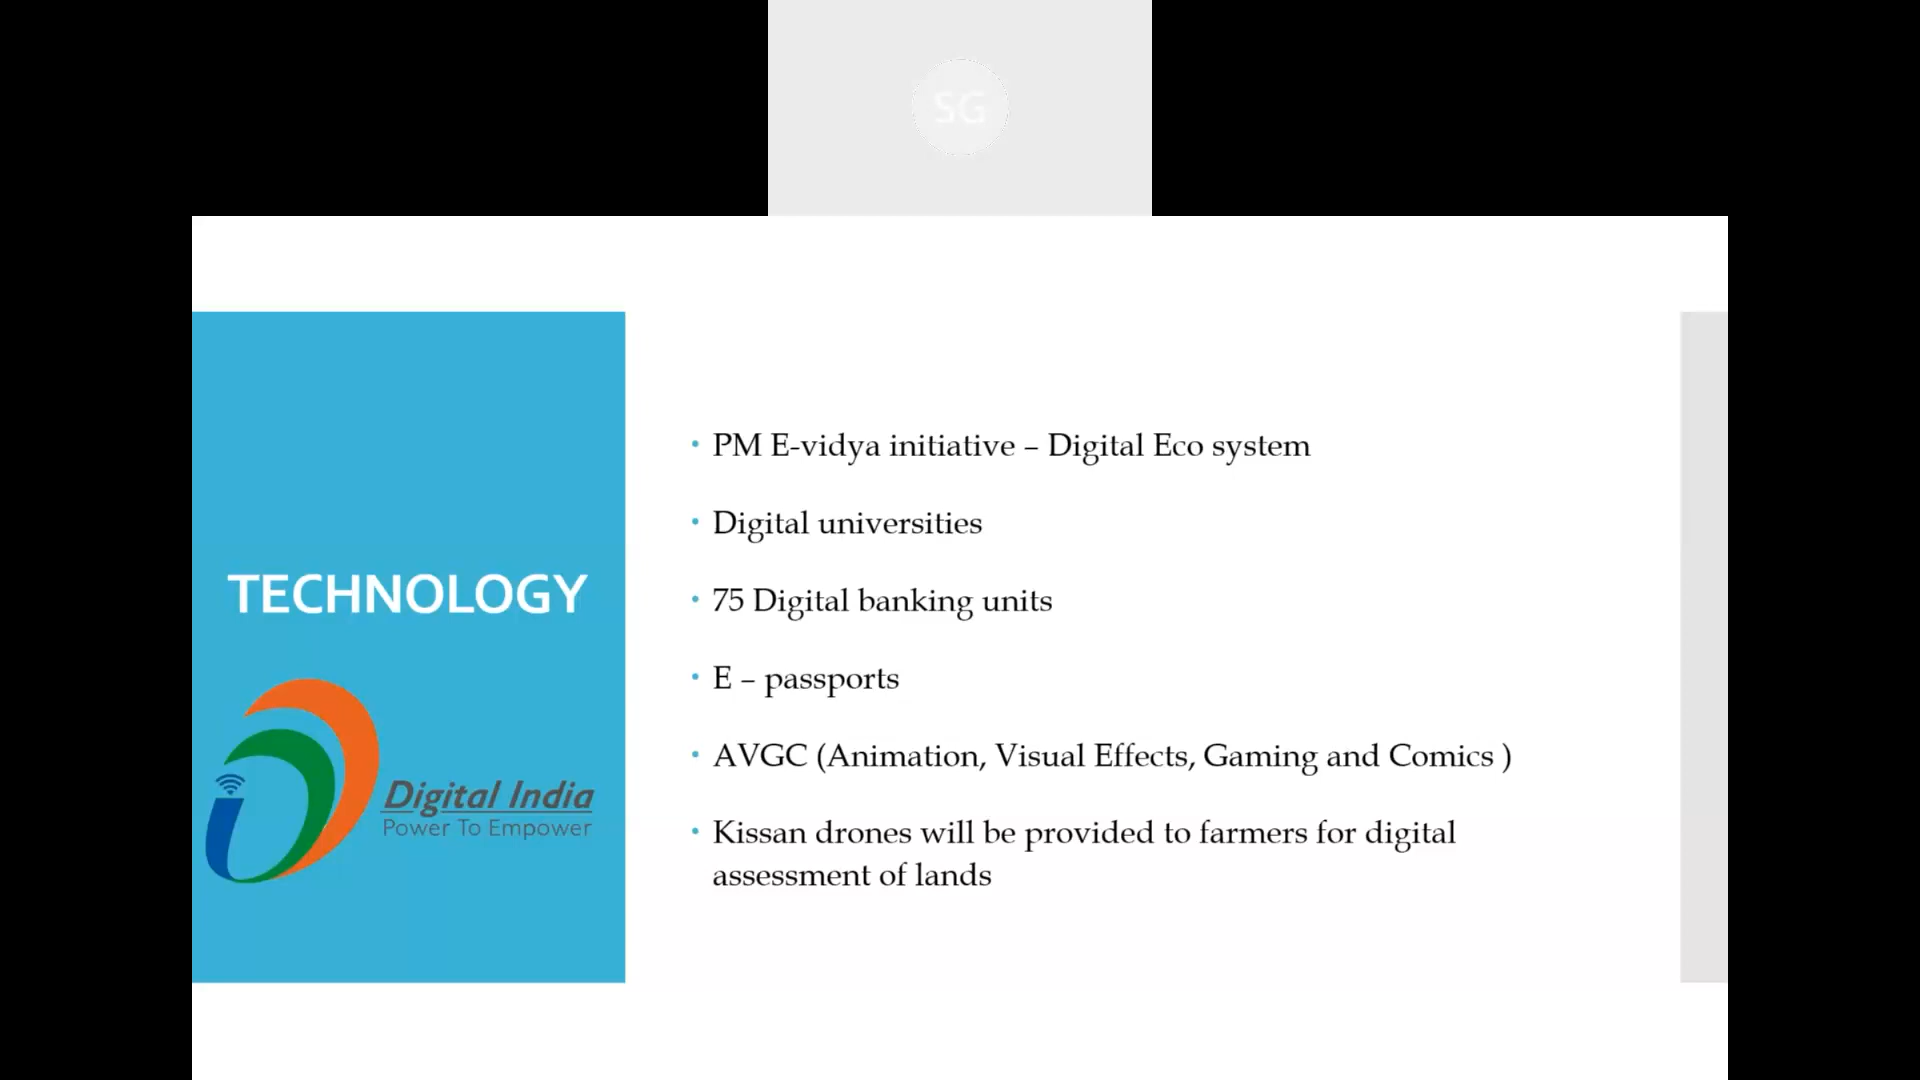 SG
TECHNOLOGY
Digital India
Power To Empower
• PM E-vidya initiative – Digital Eco system
• Digital universities
• 75 Digital banking units
• E – passports
• AVGC (Animation, Visual Effects, Gaming and Comics )
• Kissan drones will be provided to farmers for digital
assessment of lands